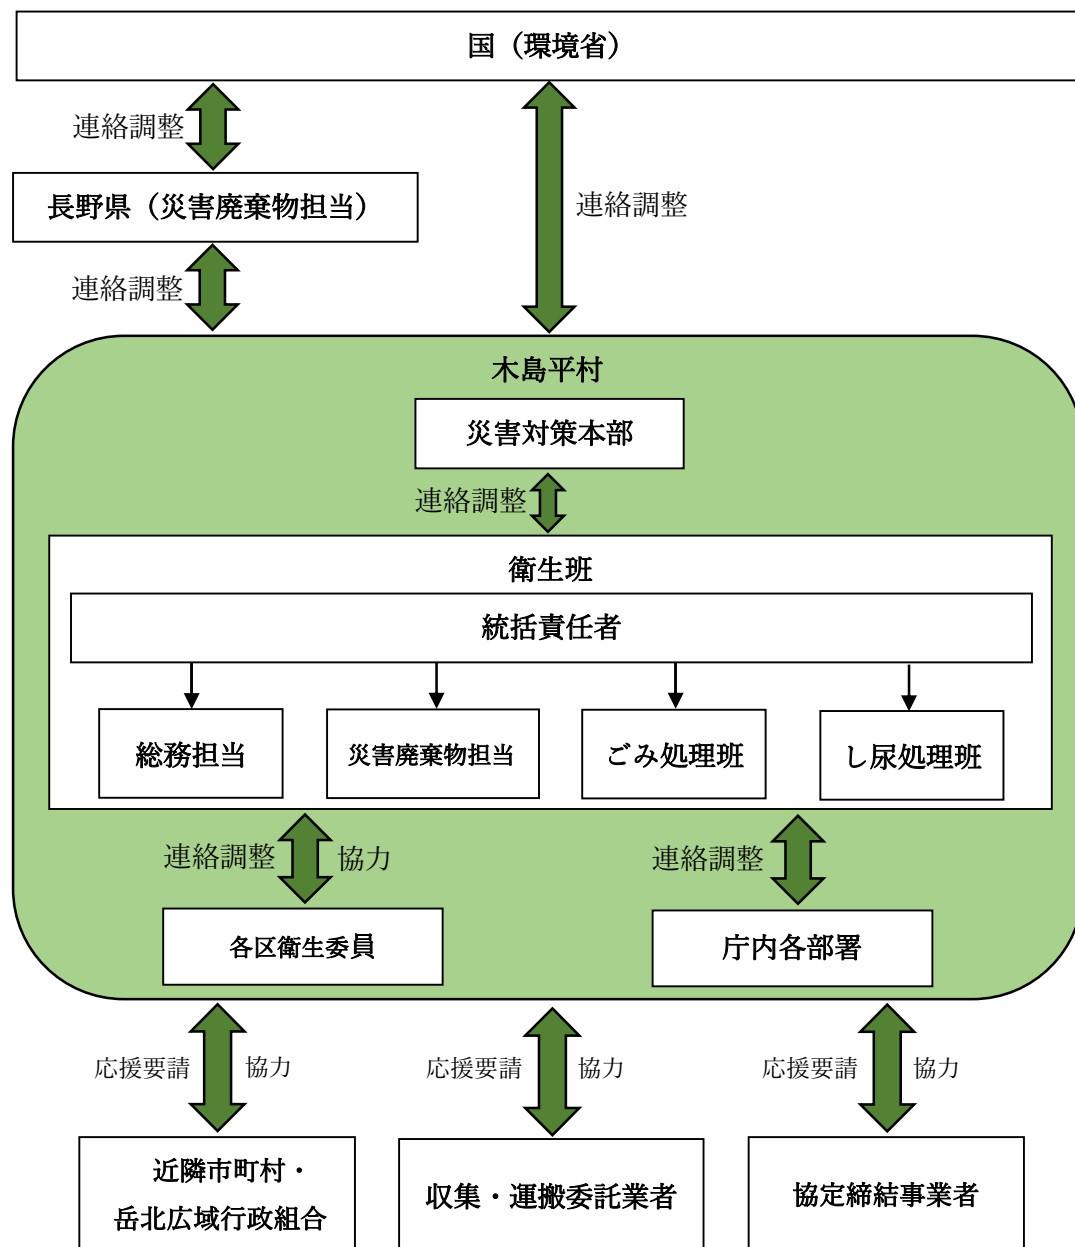 国（環境省）
連絡調整
長野県（災害廃棄物担当）
連絡調整
連絡調整
木島平村
災害対策本部
連絡調整
衛生班
統括責任者
総務担当
災害廃棄物担当
ごみ処理班
し尿処理班
連絡調整
協力
連絡調整
各区衛生委員
庁内各部署
応援要請
協力
応援要請
協力
応援要請
協力
近隣市町村・
岳北広域行政組合
収集・運搬委託業者
協定締結事業者